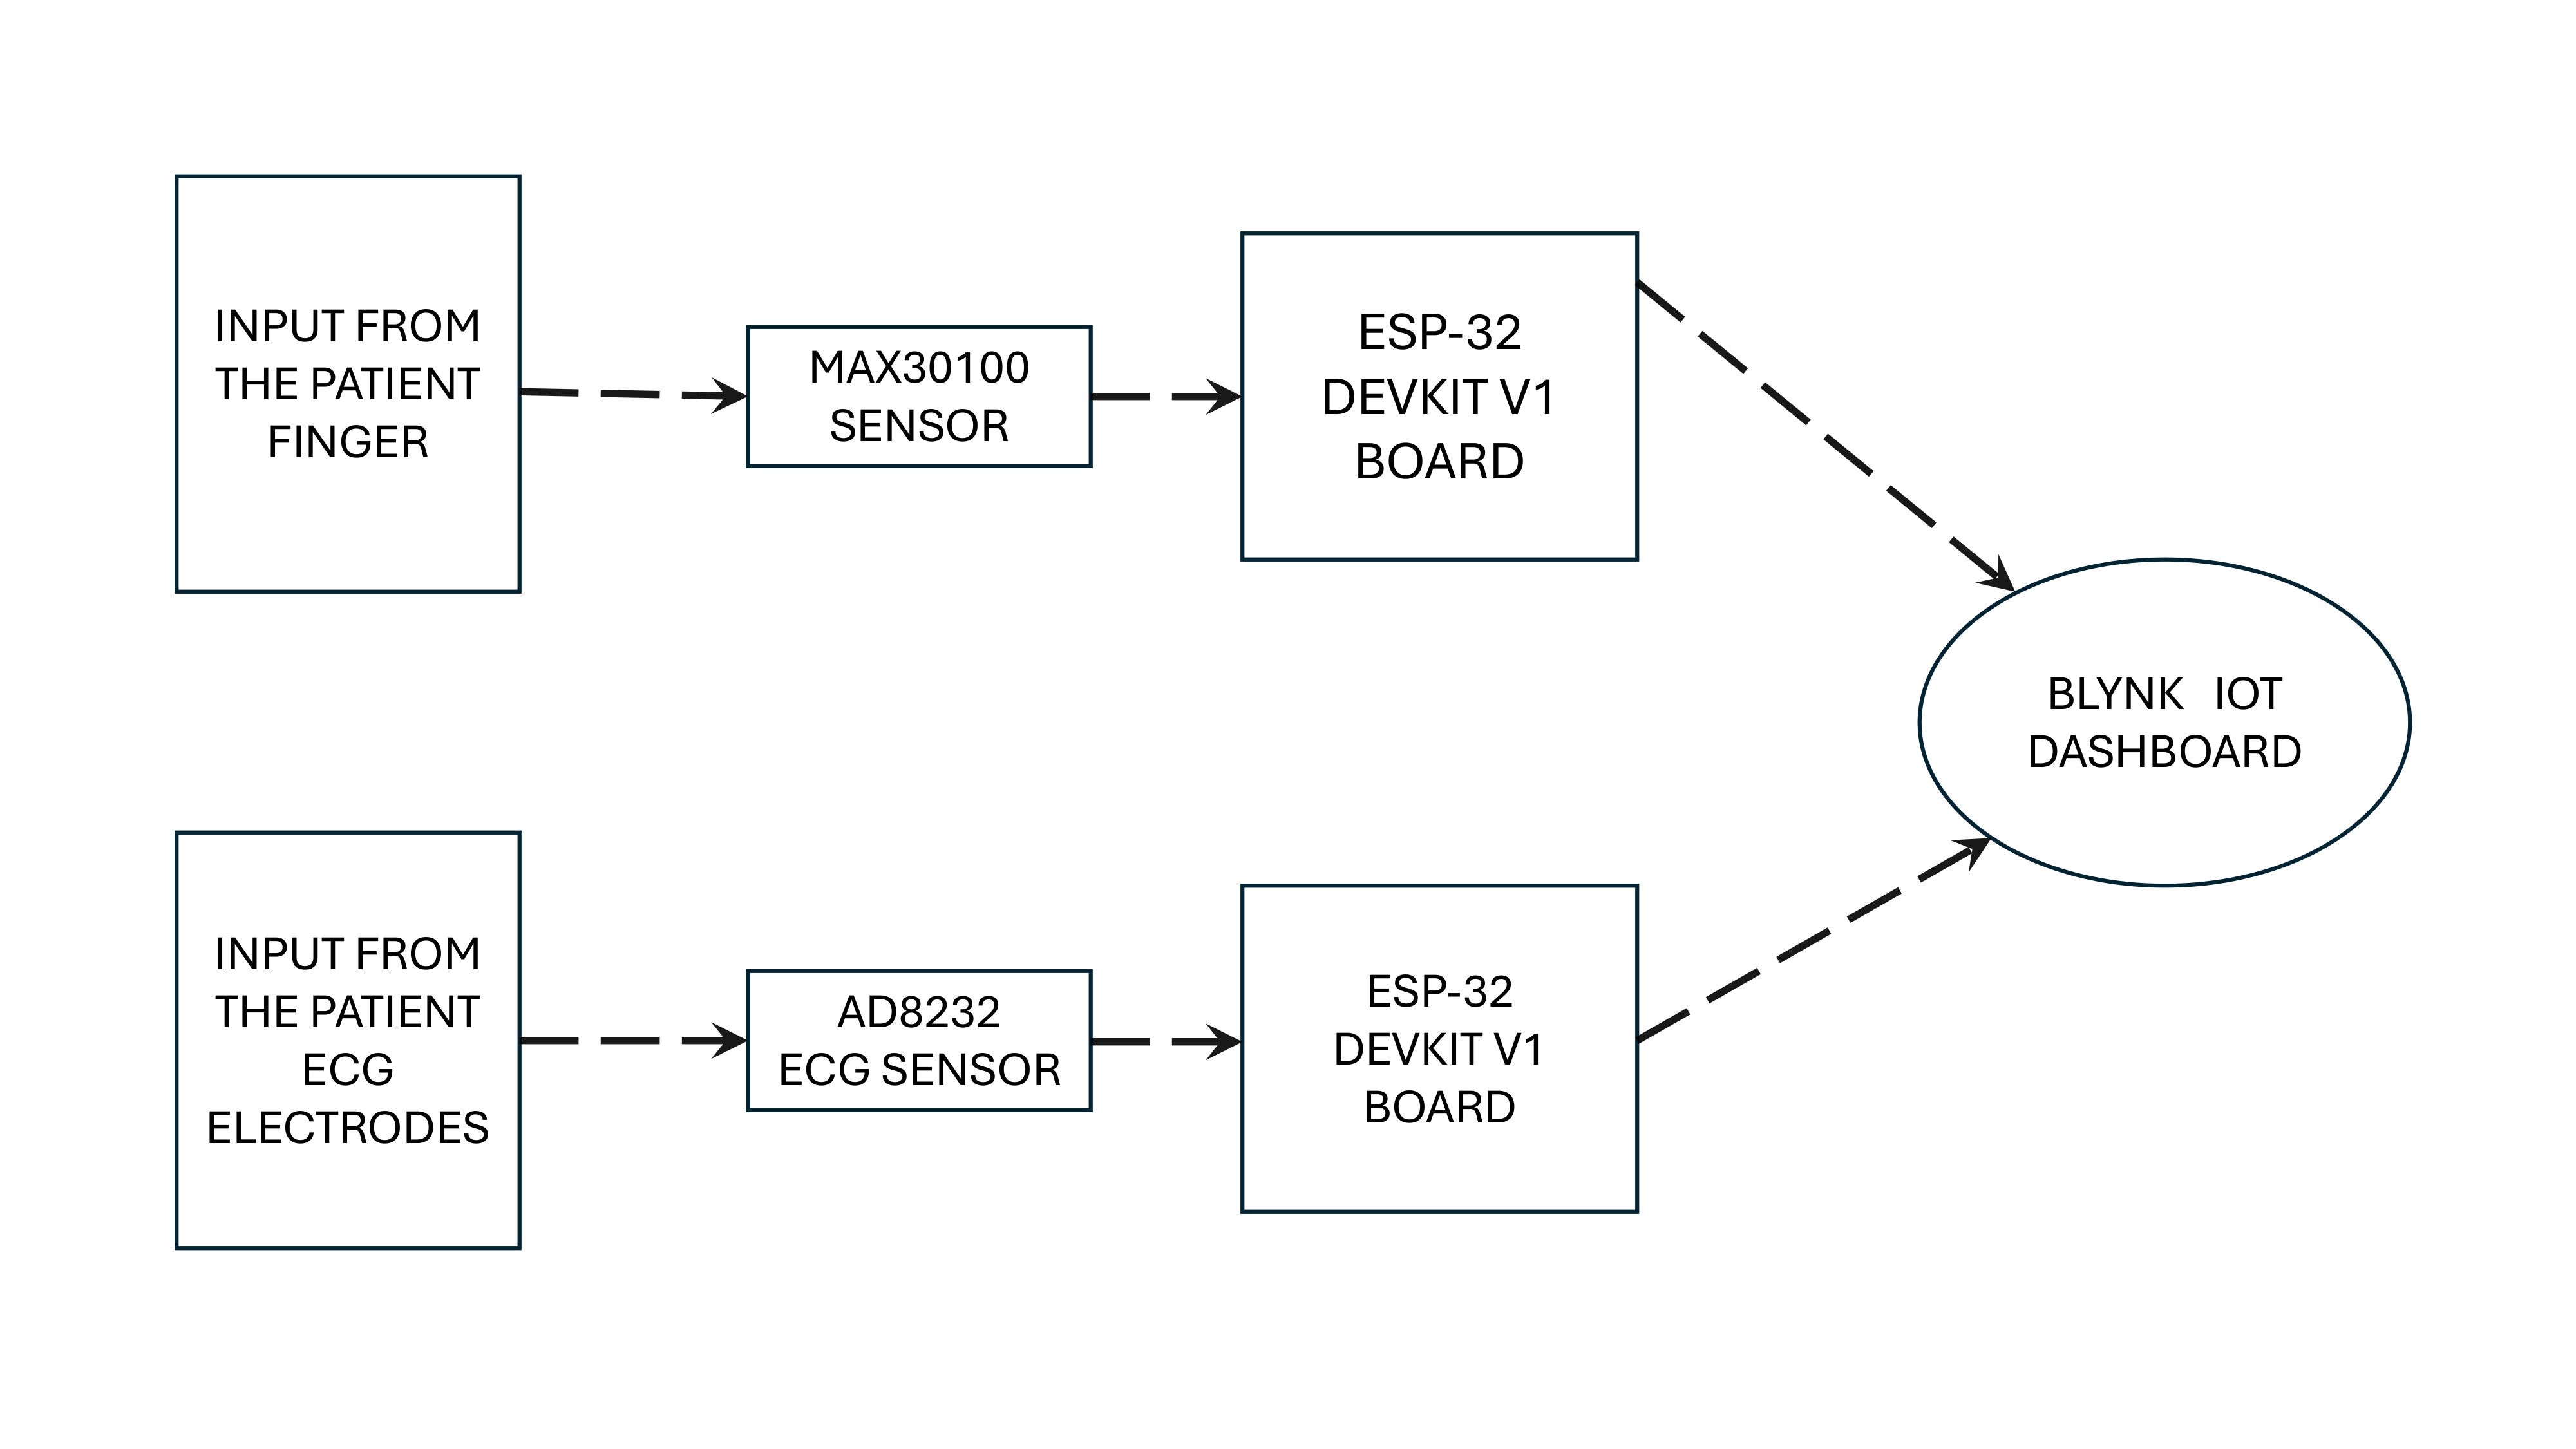 INPUT FROM
THE PATIENT
FINGER
MAX30100
SENSOR
ESP-32
DEVKIT V1
BOARD
BLYNK   IOT
DASHBOARD
INPUT FROM
THE PATIENT
ECG
ELECTRODES
AD8232
ECG SENSOR
ESP-32
DEVKIT V1
BOARD